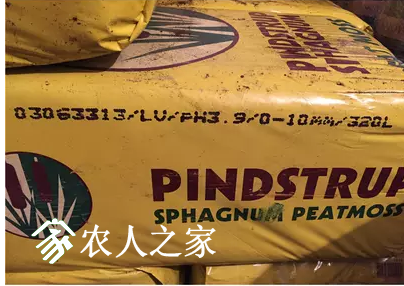 PINDSTRUP
SPHAGNUM
03063313/LV/PH3.9/0-10MM/320L
PINDSTRUP
SPHAGNUM PEATMOSS
农人之家